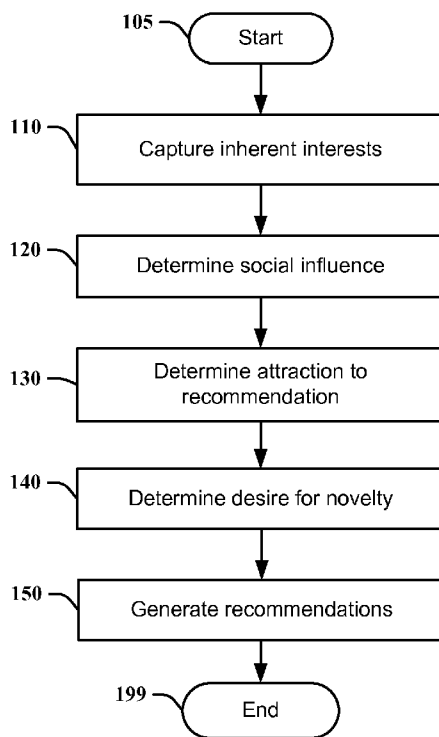 105
Start
110
Capture inherent interests
120
Determine social influence
130
Determine attraction to
recommendation
140
Determine desire for novelty
150
Generate recommendations
199
End